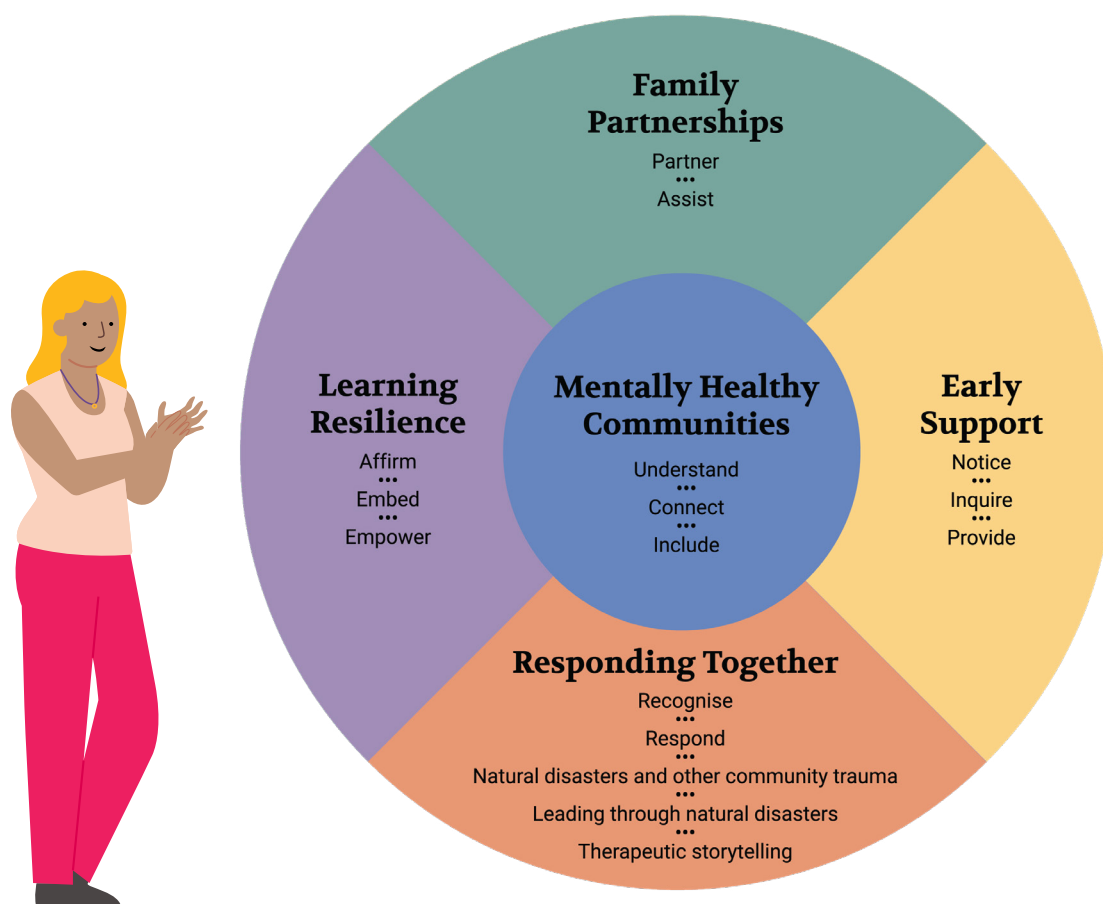 Family
Partnerships
Partner
•••
Assist
Learning
Resilience
Affirm
•••
Embed
•••
Empower
Mentally Healthy
Communities
Understand
•••
Connect
•••
Include
Early
Support
Notice
•••
Inquire
•••
Provide
Responding Together
Recognise
•••
Respond
•••
Natural disasters and other community trauma
•••
Leading through natural disasters
•••
Therapeutic storytelling